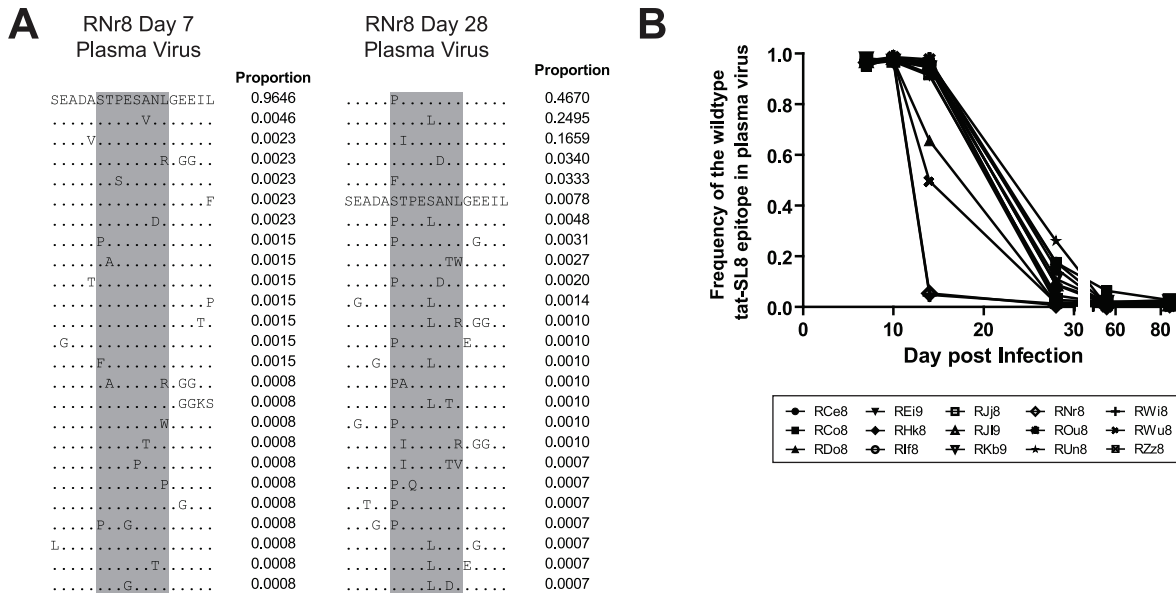 A
RNr8 Day 7
Plasma Virus
Proportion
SEADASTPESANLGEEIL 0.9646
..........V....... 0.0046
....V............. 0.0023
............R.GG.. 0.0023
.......S.......... 0.0023
.................F 0.0023
...........D...... 0.0023
.....P............ 0.0015
......A........... 0.0015
....T............. 0.0015
.................P 0.0015
................T. 0.0015
.G................ 0.0015
.....F............ 0.0015
......A.....R.GG.. 0.0008
..............GGKS 0.0008
............W..... 0.0008
..........T....... 0.0008
.........P........ 0.0008
............P..... 0.0008
..............G... 0.0008
.....P..G......... 0.0008
L................. 0.0008
...........T...... 0.0008
........G......... 0.0008
RNr8 Day 28
Plasma Virus
Proportion
.....P............ 0.4670
.........L........ 0.2495
......I........... 0.1659
..........D....... 0.0340
.....F............ 0.0333
SEADASTPESANLGEEIL 0.0078
.....P...L........ 0.0048
.....P........G... 0.0031
...........TW..... 0.0027
.....P....D....... 0.0020
.G.......L........ 0.0014
.........L..R.GG.. 0.0010
.....P.......E.... 0.0010
...G.....L........ 0.0010
.....PA........... 0.0010
.........L.T...... 0.0010
.G...P............ 0.0010
......I.....R.GG.. 0.0010
......I....TV..... 0.0007
.....P.Q.......... 0.0007
..T..P............ 0.0007
...G.P............ 0.0007
.........L....G... 0.0007
.........L...E.... 0.0007
.........L.D...... 0.0007
B
Frequency of the wildtype
tat-SL8 epitope in plasma virus
1.0
0.8
0.6
0.4
0.2
0.0
0 10 20 30 60 80
Day post Infection
RCe8 REi9 RJj8 RNr8 RWi8
RCo8 RHk8 RJl9 ROu8 RWu8
RDo8 RIf8 RKb9 RUn8 RZz8